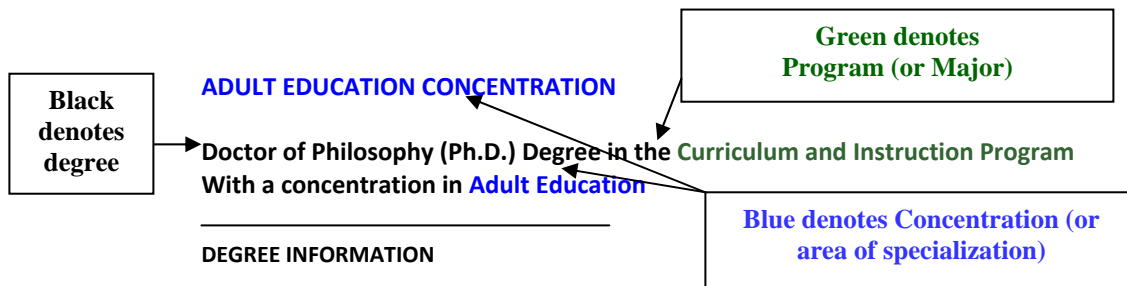 Green denotes
Program (or Major)
Black
denotes
degree
ADULT EDUCATION CONCENTRATION
Doctor of Philosophy (Ph.D.) Degree in the Curriculum and Instruction Program
With a concentration in Adult Education
DEGREE INFORMATION
Blue denotes Concentration (or
area of specialization)